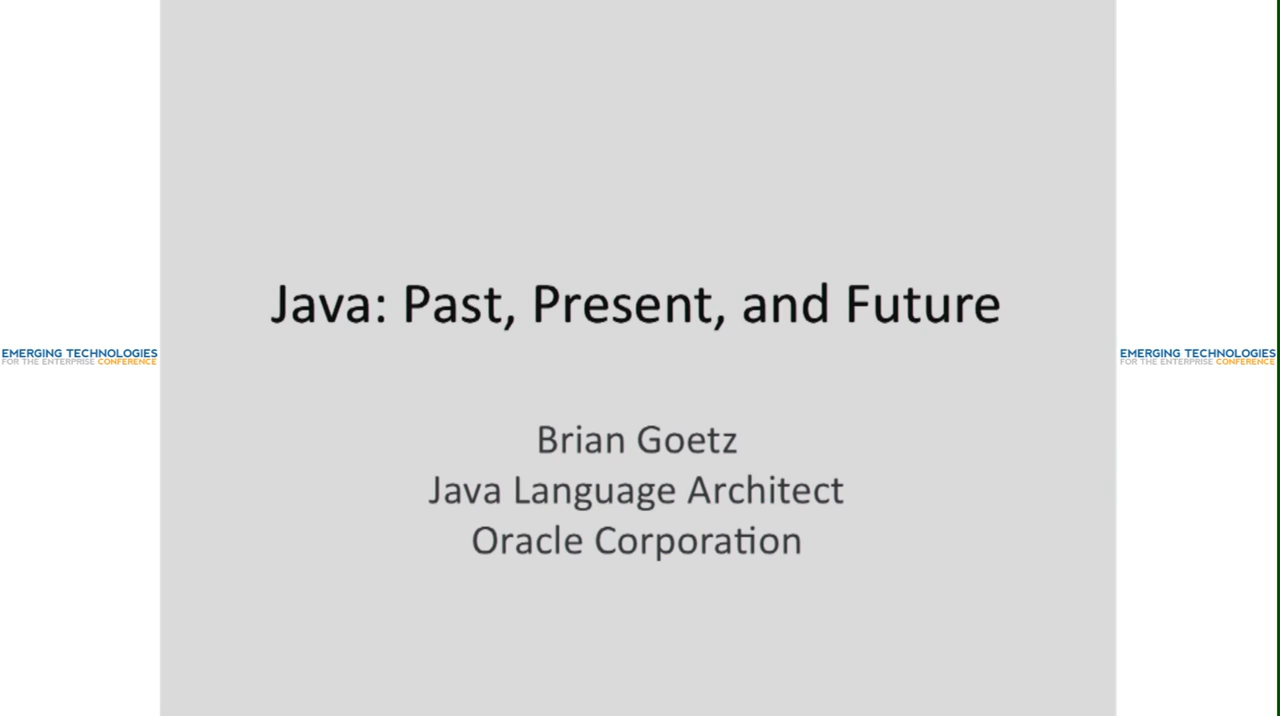 Java: Past, Present, and Future
EMERGING TECHNOLOGIES
FOR THE ENTERPRISE CONFERENCE
EMERGING TECHNOLOGIES
FOR THE ENTERPRISE CONFERENCE
Brian Goetz
Java Language Architect
Oracle Corporation